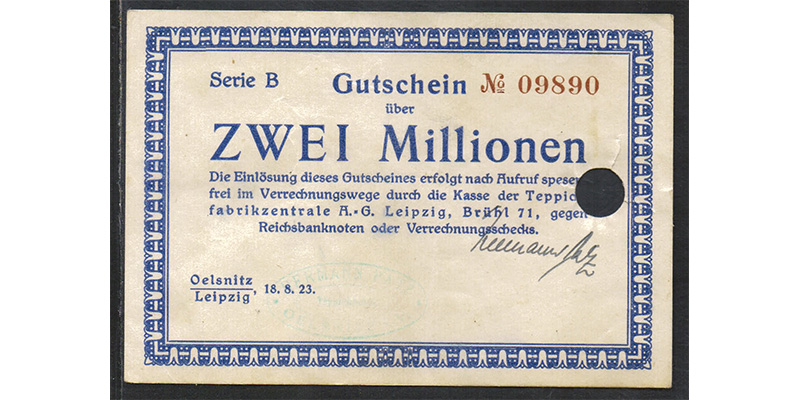 Serie B Gutschein № 09890
über
ZWEI Millionen
Die Einlösung dieses Gutscheines erfolgt nach Aufruf spesen
frei im Verrechnungswege durch die Kasse der Teppic
fabrikzentrale A.-G. Leipzig, Brühl 71, gegen
Reichsbanknoten oder Verrechnungsschecks.
Oelsnitz
Leipzig, 18. 8. 23.